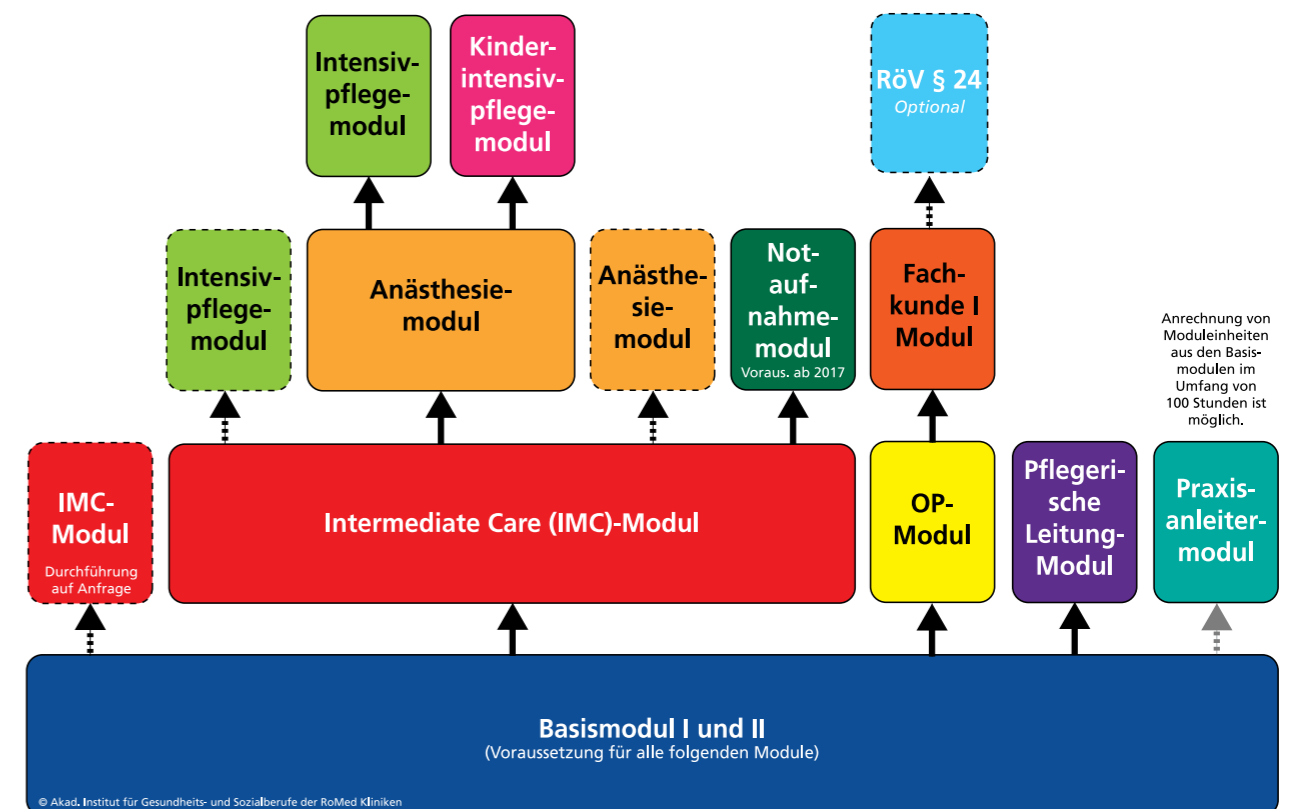 Intensiv-
pflege-
modul
Kinder-
intensiv-
pflege-
modul
RöV § 24
Optional
Intensiv-
pflege-
modul
Anästhesie-
modul
Anästhe-
sie-
modul
Not-
auf-
nahme-
modul
Voraus. ab 2017
Fach-
kunde I
Modul
Anrechnung von
Moduleinheiten
aus den Basis-
modulen im
Umfang von
100 Stunden ist
möglich.
IMC-
Modul
Durchführung
auf Anfrage
Intermediate Care (IMC)-Modul
OP-
Modul
Pflegeri-
sche
Leitung-
Modul
Praxis-
anleiter-
modul
Basismodul I und II
(Voraussetzung für alle folgenden Module)
© Akad. Institut für Gesundheits- und Sozialberufe der RoMed Kliniken